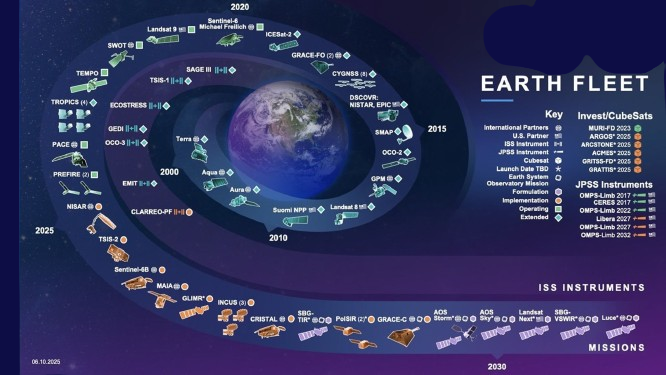 2020
Sentinel-6
Michael Freilich
Landsat 9
ICESat-2
SWOT
GRACE-FO (2)
SAGE III
CYGNSS (8)
TEMPO
TSIS-1
DSCOVR:
NISTAR, EPIC
TROPICS (4)
ECOSTRESS
EARTH FLEET
Key
Invest/CubeSats
International Partners
U.S. Partner
ISS Instrument
JPSS Instrument
Cubesat
Launch Date TBD
Earth System
Observatory Mission
Formulation
Implementation
Operating
Extended
MURI-FD 2023
ARGOS* 2025
ARCSTONE* 2025
ACMES* 2025
GRITSS-FD* 2025
GRATTIS* 2025
JPSS Instruments
OMPS-Limb 2017
CERES 2017
OMPS-Limb 2022
Libera 2027
OMPS-Limb 2027
OMPS-Limb 2032
GEDI
SMAP
2015
PACE
OCO-3
Terra
OCO-2
PREFIRE (2)
2000
Aqua
GPM
EMIT
Aura
NISAR
CLARREO-PF
Suomi NPP
Landsat 8
2025
2010
TSIS-2
Sentinel-6B
MAIA
GLIMR*
INCUS (3)
CRISTAL
SBG-
TIR*
PolSIR (2)*
GRACE-C
AOS
Storm*
AOS
Sky*
Landsat
Next*
SBG-
VSWIR*
Luce*
ISS INSTRUMENTS
MISSIONS
06.10.2025
2030